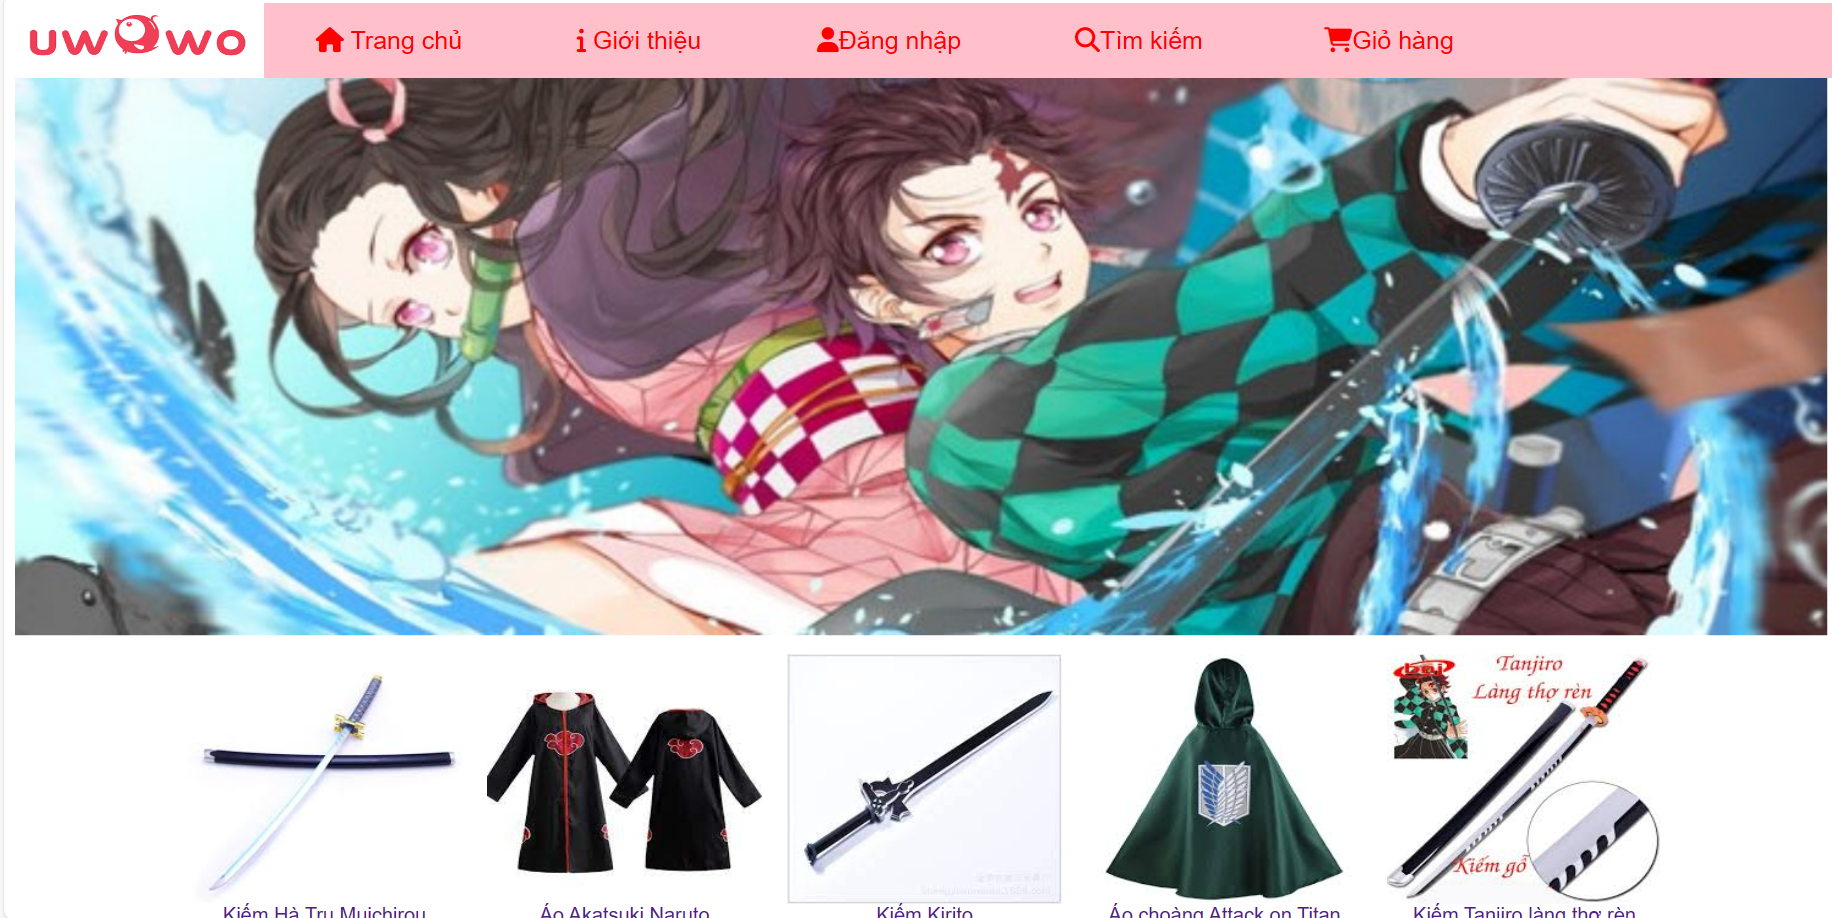 uwowo
Trang chủ
Giới thiệu
Đăng nhập
Tìm kiếm
Giỏ hàng
Tanjiro
Làng thợ rèn
Kiếm gỗ
Kiếm Hà Trụ Muichirou
Áo Akatsuki Naruto
Kiếm Kirito
Áo choàng Attack on Titan
Kiếm Tanjiro làng thợ rèn